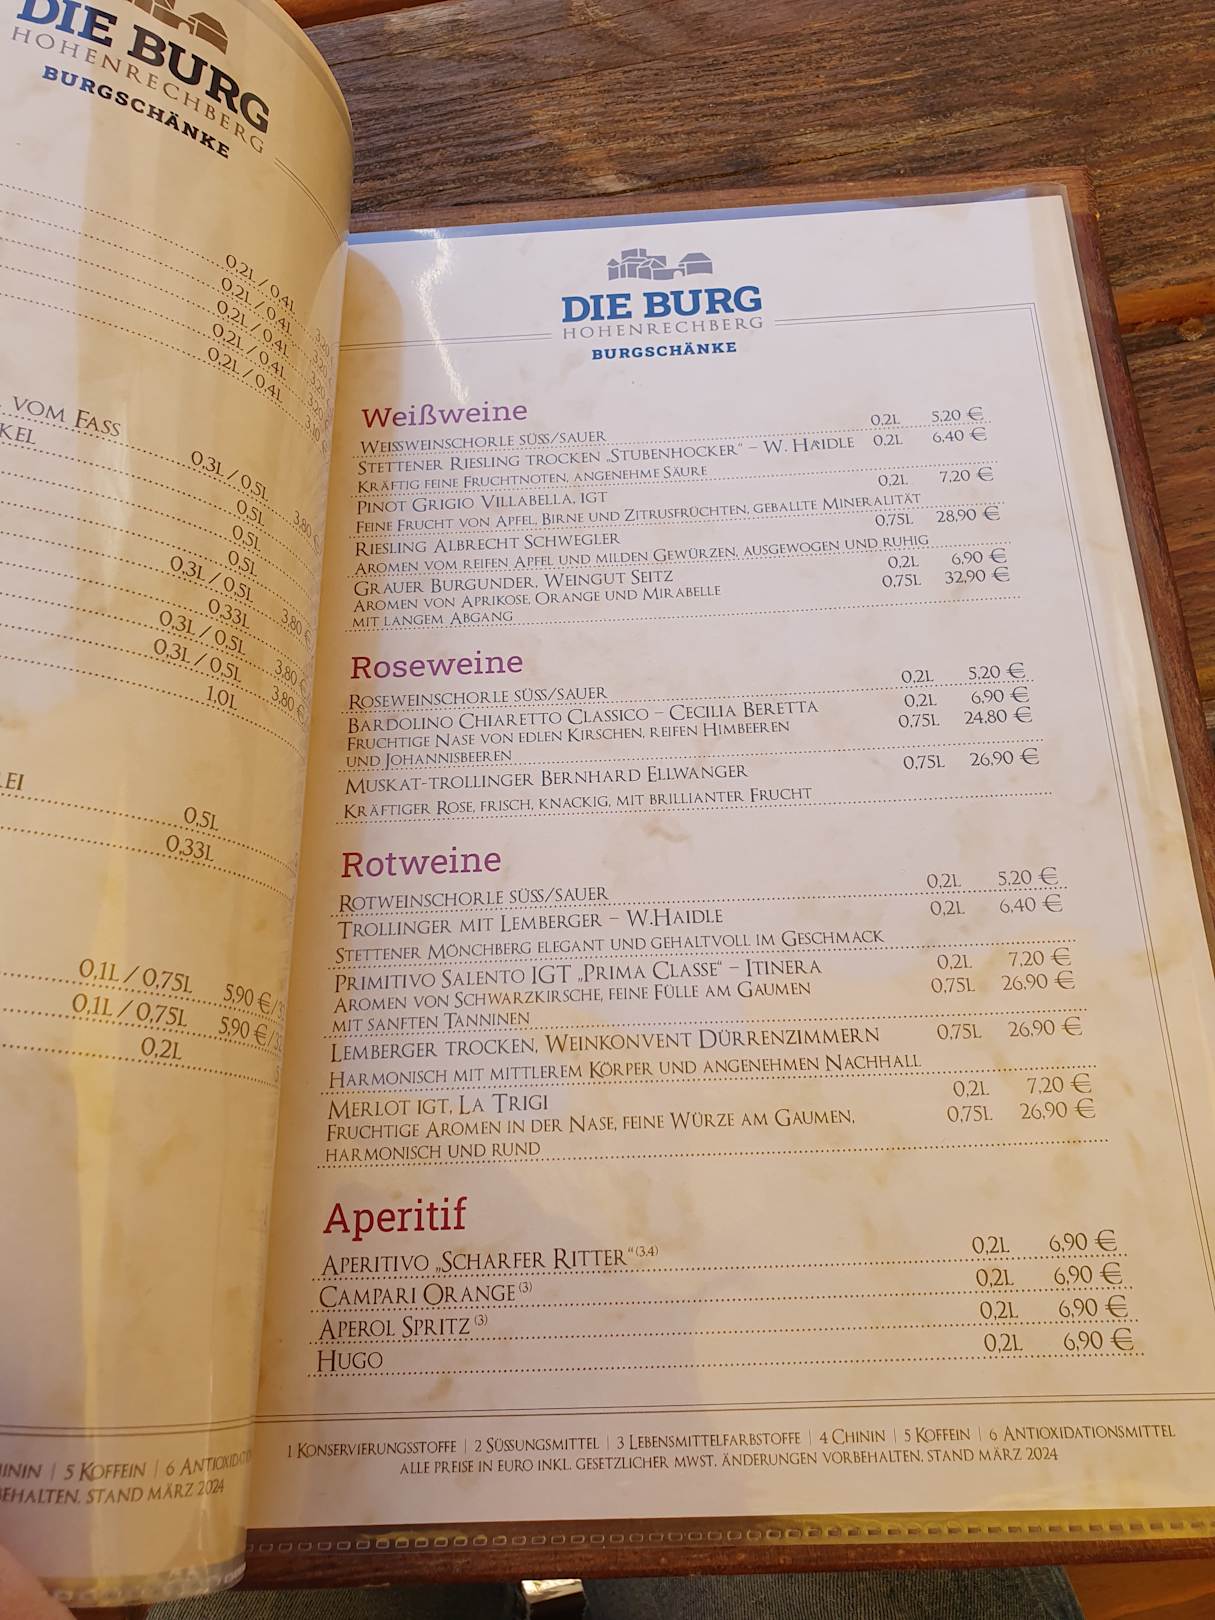 DIE BURG
HOHENRECHBERG
BURGSCHÄNKE
0,2L / 0,4L
0,2L / 0,4L
0,2L / 0,4L
0,2L / 0,4L
0,2L / 0,4L
VOM FASS
KEL
0,3L / 0,5L 3,80
0,5L
0,5L
0,5L
0,3L / 0,5L 3,80 €
0,33L
0,3L / 0,5L 3,80 €
0,3L / 0,5L 3,80 €
1,0L
EI
0,5L
0,33L
0,1L / 0,75L 5,90 €/
0,1L / 0,75L 5,90 €/
0,2L
ININ | 5 KOFFEIN | 6 ANTIOXIDATI
BEHALTEN. STAND MÄRZ 2024
DIE BURG
HOHENRECHBERG
BURGSCHÄNKE
Weißweine
WEISSWEINSCHORLE SÜSS/SAUER 0,2L 5,20 €
STETTENER RIESLING TROCKEN „STUBENHOCKER“ – W. HAIDLE 0,2L 6,40 €
KRÄFTIG FEINE FRUCHTNOTEN, ANGENEHME SÄURE
PINOT GRIGIO VILLABELLA, IGT 0,2L 7,20 €
FEINE FRUCHT VON APFEL, BIRNE UND ZITRUSFRÜCHTEN, GEBALLTE MINERALITÄT
RIESLING ALBRECHT SCHWEGLER 0,75L 28,90 €
AROMEN VOM REIFEN APFEL UND MILDEN GEWÜRZEN, AUSGEWOGEN UND RUHIG
GRAUER BURGUNDER, WEINGUT SEITZ 0,2L 6,90 €
AROMEN VON APRIKOSE, ORANGE UND MIRABELLE 0,75L 32,90 €
MIT LANGEM ABGANG
Roseweine
ROSEWEINSCHORLE SÜSS/SAUER 0,2L 5,20 €
BARDOLINO CHIARETTO CLASSICO – CECILIA BERETTA 0,2L 6,90 €
FRUCHTIGE NASE VON EDLEN KIRSCHEN, REIFEN HIMBEEREN 0,75L 24,80 €
UND JOHANNISBEEREN
MUSKAT-TROLLINGER BERNHARD ELLWANGER 0,75L 26,90 €
KRÄFTIGER ROSE, FRISCH, KNACKIG, MIT BRILLIANTER FRUCHT
Rotweine
ROTWEINSCHORLE SÜSS/SAUER 0,2L 5,20 €
TROLLINGER MIT LEMBERGER – W.HAIDLE 0,2L 6,40 €
STETTENER MÖNCHBERG ELEGANT UND GEHALTVOLL IM GESCHMACK
PRIMITIVO SALENTO IGT „PRIMA CLASSE“ – ITINERA 0,2L 7,20 €
AROMEN VON SCHWARZKIRSCHE, FEINE FÜLLE AM GAUMEN 0,75L 26,90 €
MIT SANFTEN TANNINEN
LEMBERGER TROCKEN, WEINKONVENT DÜRRENZIMMERN 0,75L 26,90 €
HARMONISCH MIT MITTLEREM KÖRPER UND ANGENEHMEN NACHHALL
MERLOT IGT, LA TRIGI 0,2L 7,20 €
FRUCHTIGE AROMEN IN DER NASE, FEINE WÜRZE AM GAUMEN, 0,75L 26,90 €
HARMONISCH UND RUND
Aperitif
APERITIVO „SCHARFER RITTER“(3,4) 0,2L 6,90 €
CAMPARI ORANGE (3) 0,2L 6,90 €
APEROL SPRITZ (3) 0,2L 6,90 €
HUGO 0,2L 6,90 €
1 KONSERVIERUNGSSTOFFE | 2 SÜSSUNGSMITTEL | 3 LEBENSMITTELFARBSTOFFE | 4 CHININ | 5 KOFFEIN | 6 ANTIOXIDATIONSMITTEL
ALLE PREISE IN EURO INKL. GESETZLICHER MWST. ÄNDERUNGEN VORBEHALTEN, STAND MÄRZ 2024